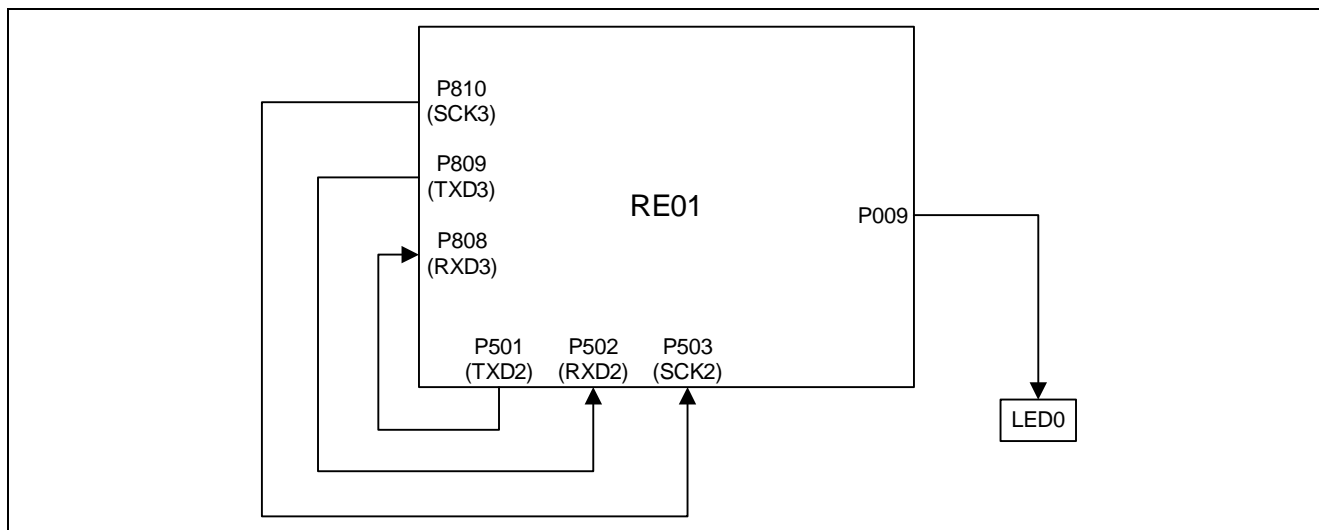 P810
(SCK3)
P809
(TXD3)
P808
(RXD3)
RE01
P009
P501
(TXD2)
P502
(RXD2)
P503
(SCK2)
LED0